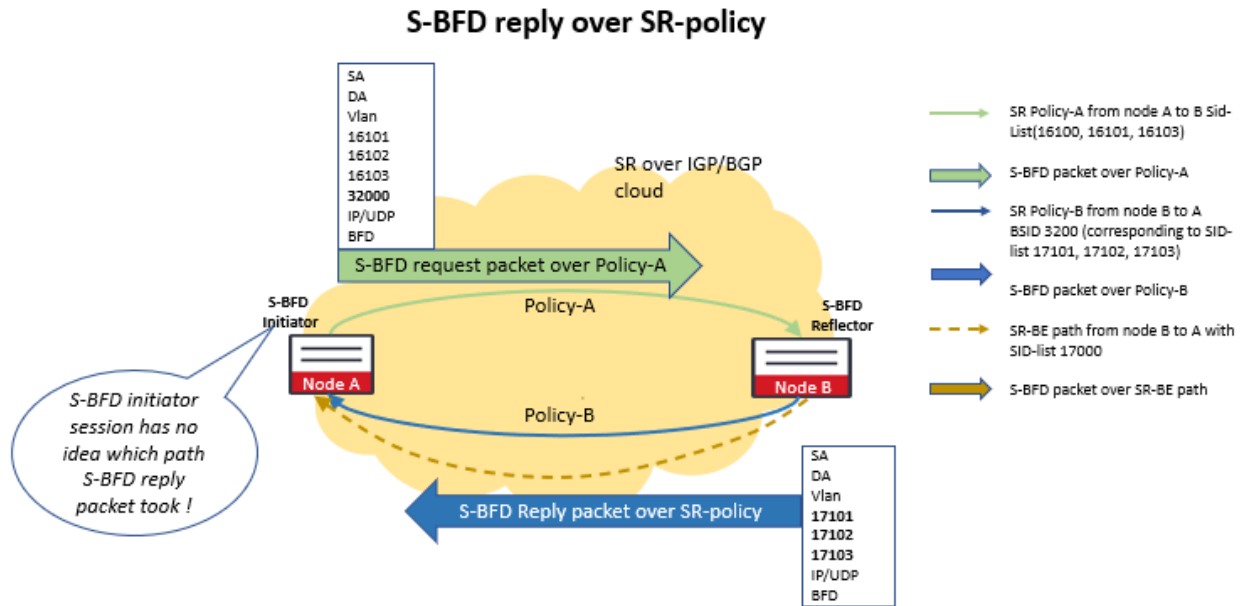 S-BFD reply over SR-policy
SA
DA
Vlan
16101
16102
16103
32000
IP/UDP
BFD
SR over IGP/BGP
cloud
S-BFD request packet over Policy-A
S-BFD
Initiator
Policy-A
S-BFD
Reflector
Node A
Node B
S-BFD initiator
session has no
idea which path
S-BFD reply
packet took !
Policy-B
S-BFD Reply packet over SR-policy
SA
DA
Vlan
17101
17102
17103
IP/UDP
BFD
SR Policy-A from node A to B Sid-
List(16100, 16101, 16103)
S-BFD packet over Policy-A
SR Policy-B from node B to A
BSID 3200 (corresponding to SID-
list 17101, 17102, 17103)
S-BFD packet over Policy-B
SR-BE path from node B to A with
SID-list 17000
S-BFD packet over SR-BE path